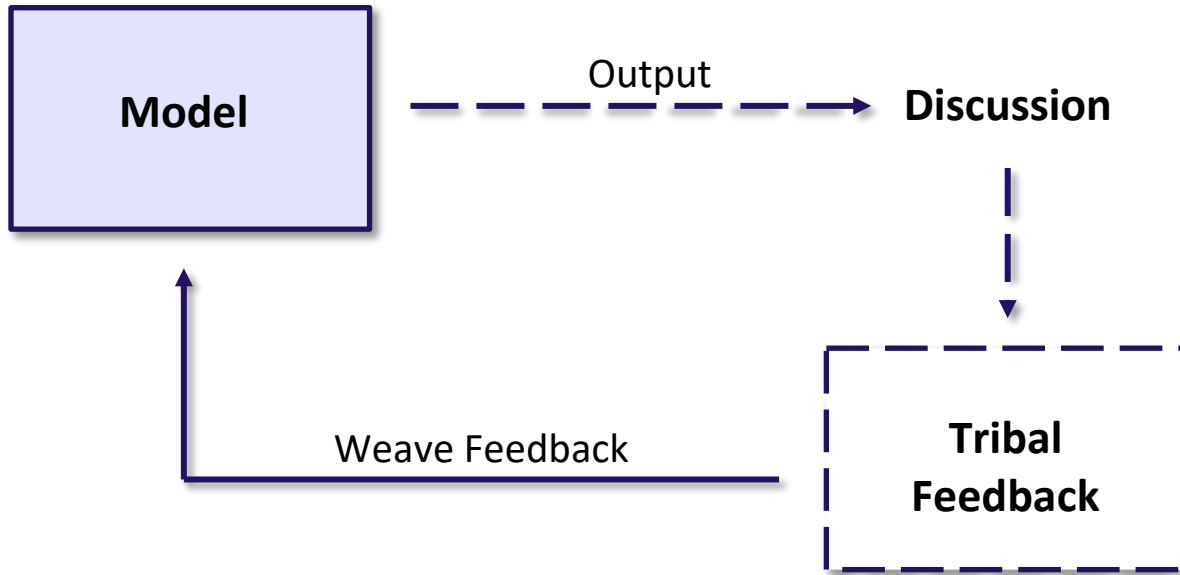 Output
Model
Discussion
Weave Feedback
Tribal
Feedback